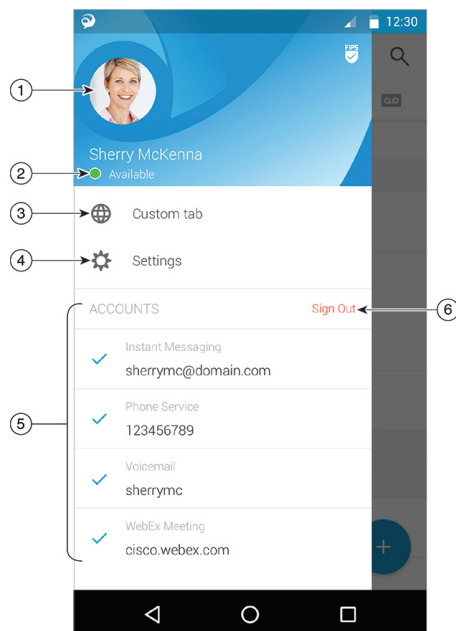 12:30
FIPS
1
Sherry McKenna
2
Available
3
Custom tab
4
Settings
ACCOUNTS
Sign Out
6
Instant Messaging
sherrymc@domain.com
Phone Service
5
123456789
Voicemail
sherrymc
WebEx Meeting
cisco.webex.com